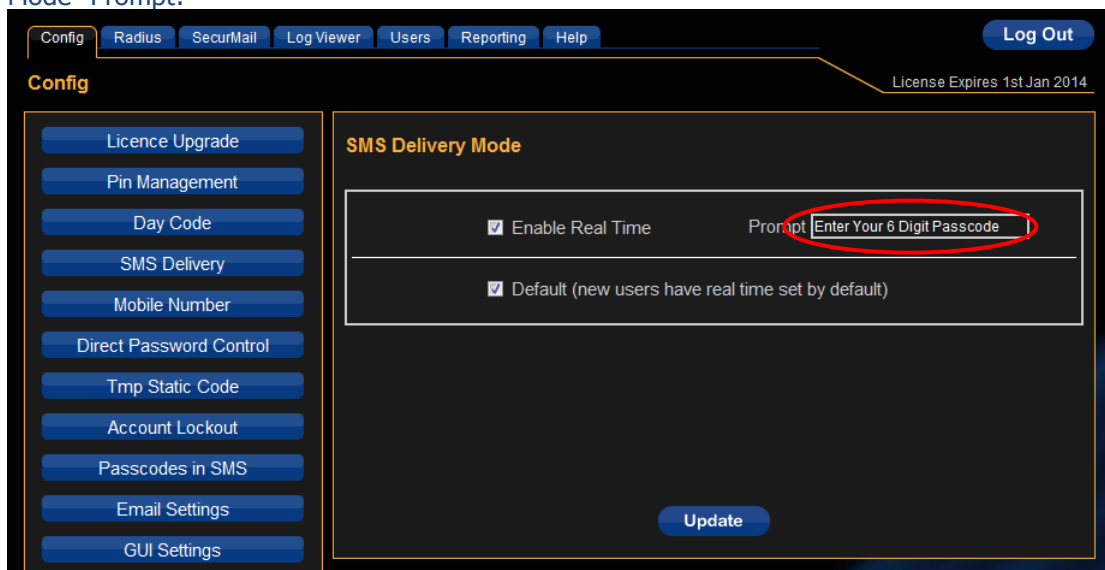 Mode Prompt:
Config Radius SecurMail Log Viewer Users Reporting Help Log Out
Config License Expires 1st Jan 2014
Licence Upgrade
Pin Management
Day Code
SMS Delivery
Mobile Number
Direct Password Control
Tmp Static Code
Account Lockout
Passcodes in SMS
Email Settings
GUI Settings
SMS Delivery Mode
Enable Real Time Prompt Enter Your 6 Digit Passcode
Default (new users have real time set by default)
Update